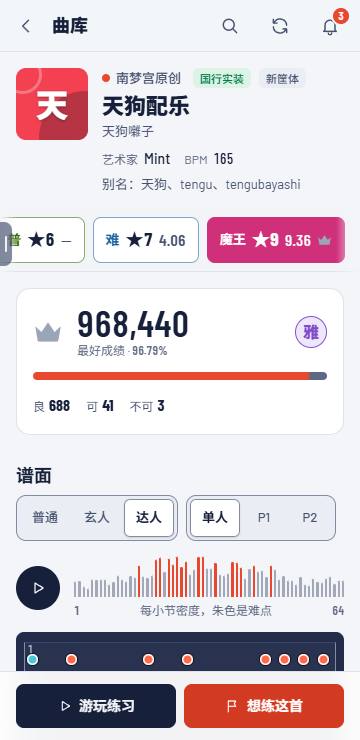 曲库
3
天
南梦宫原创 国行实装 新筐体
天狗配乐
天狗囃子
艺术家 Mint BPM 165
别名：天狗、tengu、tengubayashi
普 ★6 —
难 ★7 4.06
魔王 ★9 9.36
968,440
雅
最好成绩 · 96.79%
良 688 可 41 不可 3
谱面
普通 玄人 达人 单人 P1 P2
1 每小节密度，朱色是难点 64
1
游玩练习 想练这首